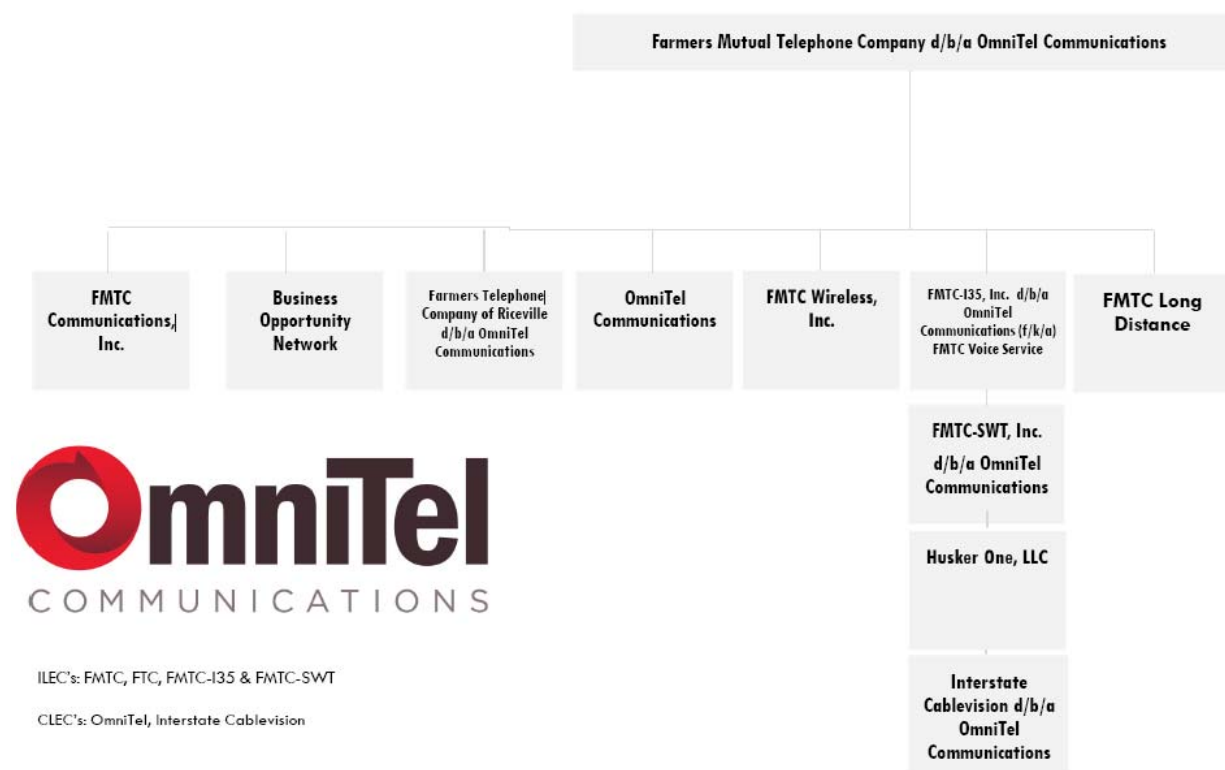 Farmers Mutual Telephone Company d/b/a OmniTel Communications
FMTC
Communications,
Inc.
Business
Opportunity
Network
Farmers Telephone
Company of Riceville
d/b/a OmniTel
Communications
OmniTel
Communications
FMTC Wireless,
Inc.
FMTC-I35, Inc. d/b/a
OmniTel
Communications (f/k/a)
FMTC Voice Service
FMTC Long
Distance
FMTC-SWT, Inc.
d/b/a OmniTel
Communications
Husker One, LLC
Interstate
Cablevision d/b/a
OmniTel
Communications
OmniTel
COMMUNICATIONS
ILEC's: FMTC, FTC, FMTC-I35 & FMTC-SWT
CLEC's: OmniTel, Interstate Cablevision